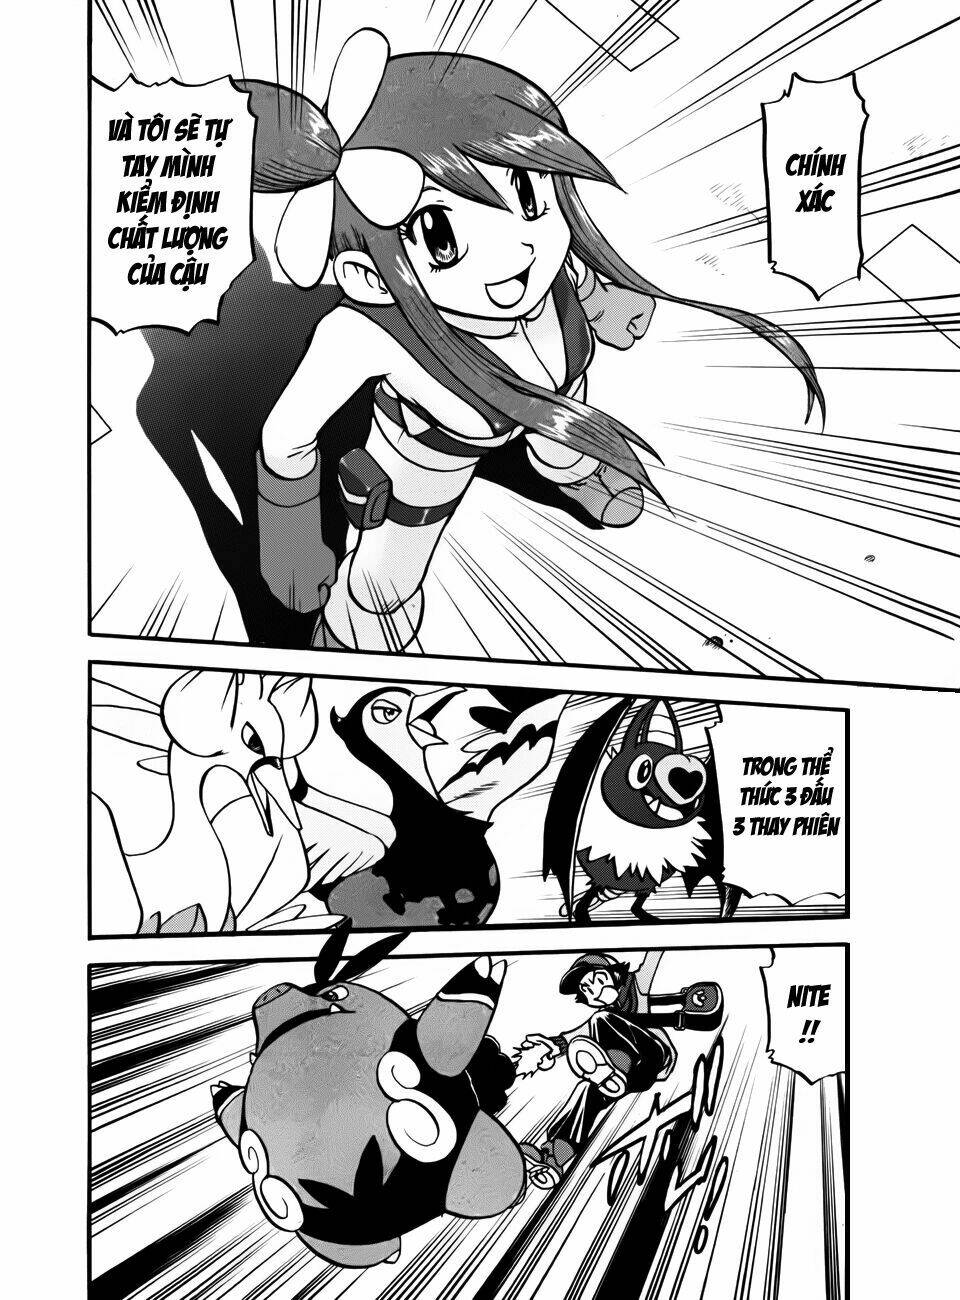 CHÍNH
XÁC
VÀ TÔI SẼ TỰ
TAY MÌNH
KIỂM ĐỊNH
CHẤT LƯỢNG
CỦA CẬU
TRONG THỂ
THỨC 3 ĐẤU
3 THAY PHIÊN
NITE
!!